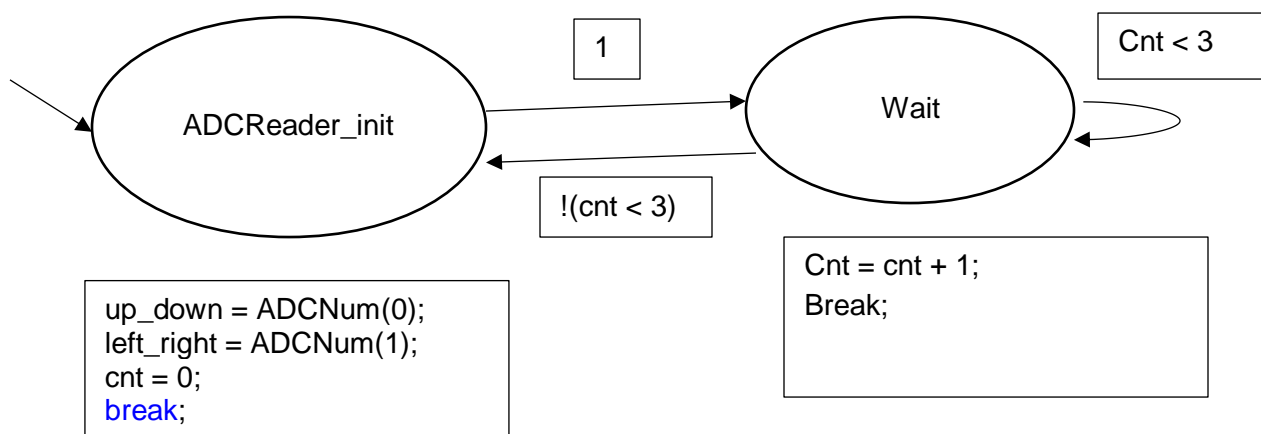 1
Cnt < 3
ADCReader_init
Wait
!(cnt < 3)
up_down = ADCNum(0);
left_right = ADCNum(1);
cnt = 0;
break;
Cnt = cnt + 1;
Break;